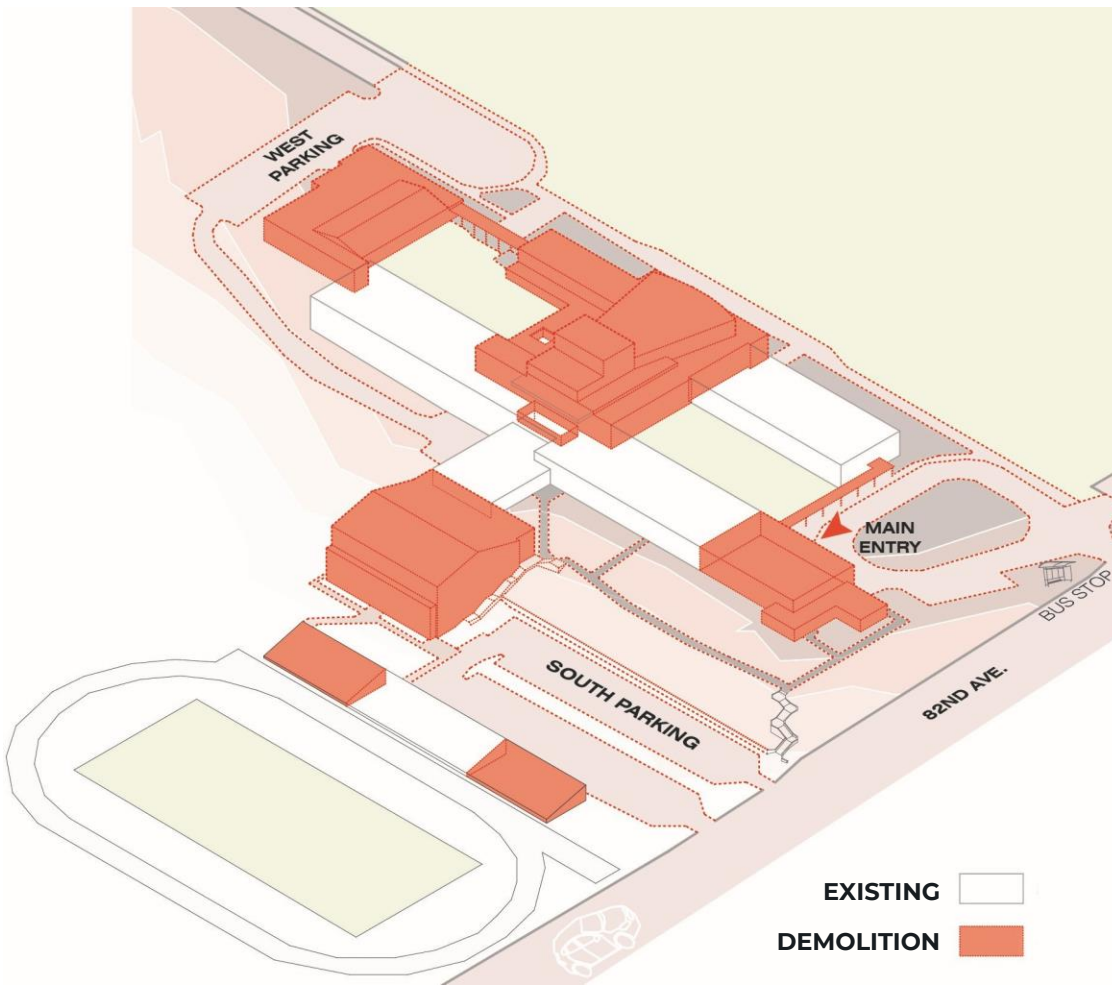 WEST
PARKING
MAIN
ENTRY
BUS STOP
SOUTH PARKING
82ND AVE.
EXISTING
DEMOLITION